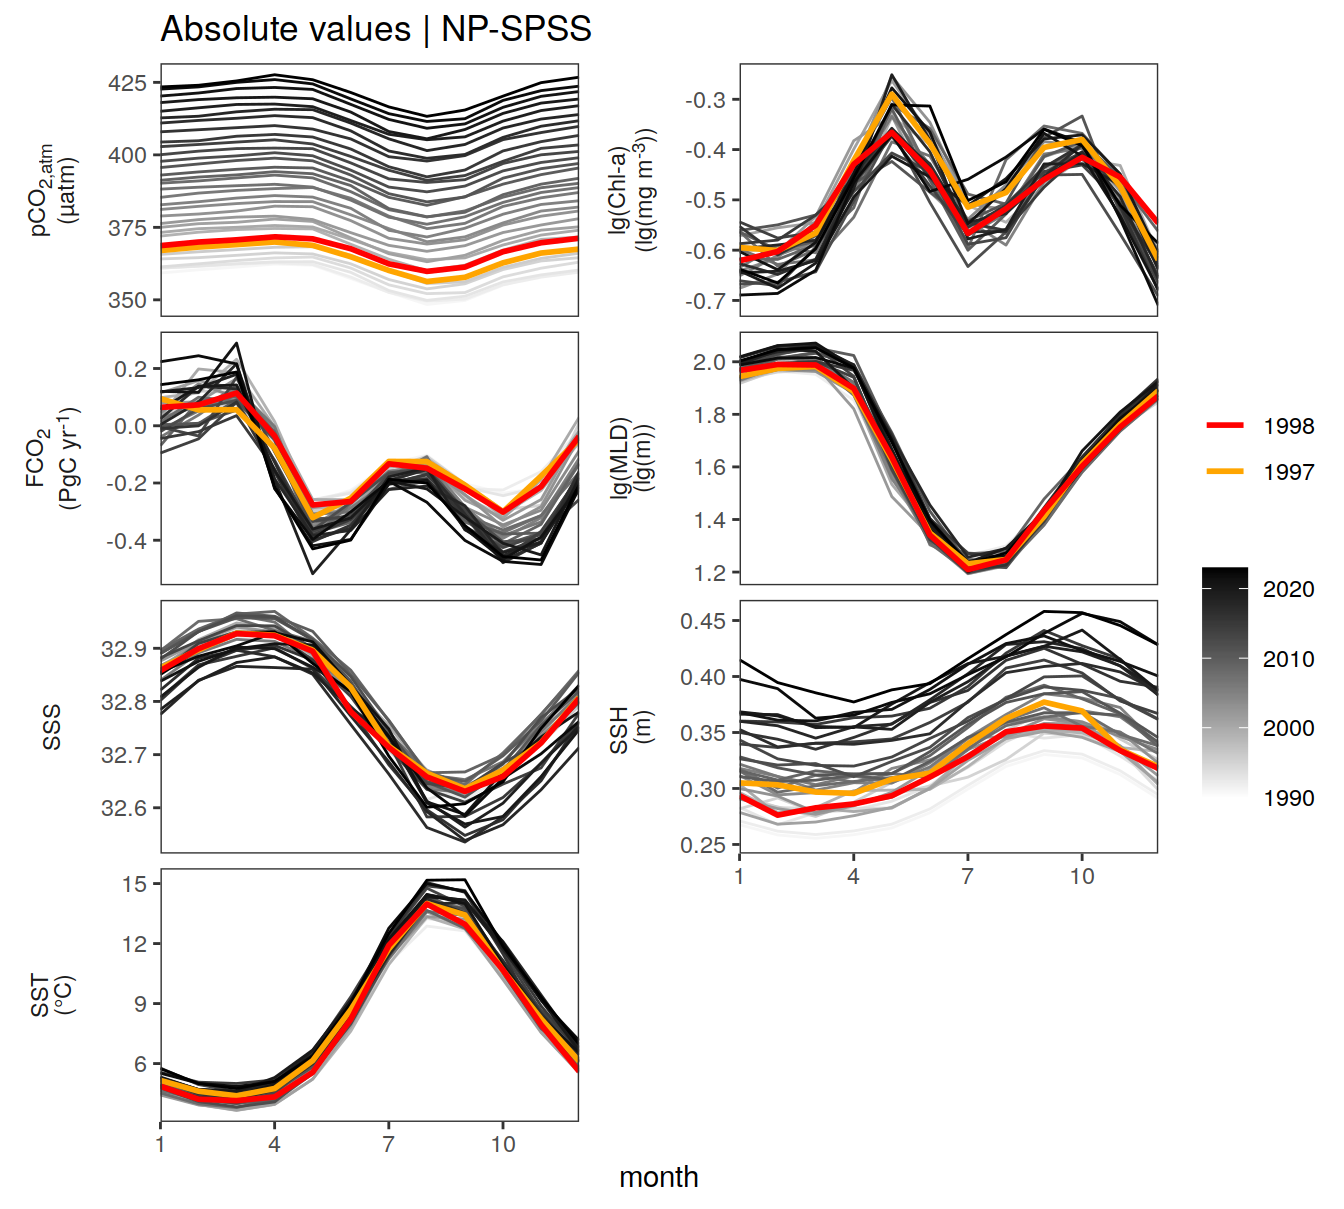 Absolute values | NP-SPSS
pCO2,atm
(µatm)
425
400
375
350
lg(Chl-a)
(lg(mg m-3))
-0.3
-0.4
-0.5
-0.6
-0.7
FCO2
(PgC yr-1)
0.2
0.0
-0.2
-0.4
lg(MLD)
(lg(m))
2.0
1.8
1.6
1.4
1.2
SSS
32.9
32.8
32.7
32.6
SSH
(m)
0.45
0.40
0.35
0.30
0.25
1 4 7 10
SST
(°C)
15
12
9
6
1 4 7 10
month
1998
1997
2020
2010
2000
1990